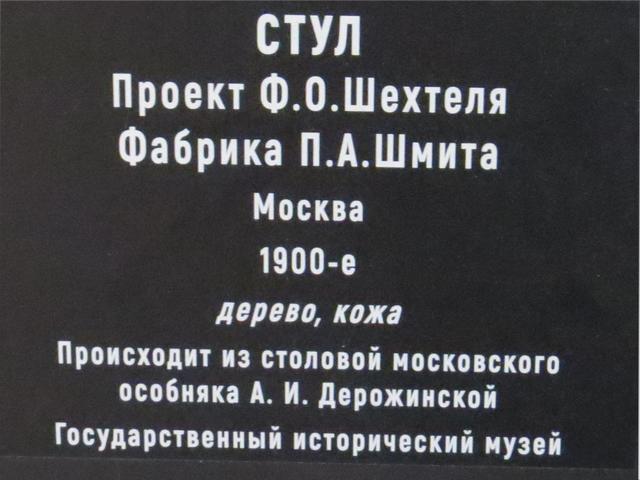 СТУЛ
Проект Ф.О.Шехтеля
Фабрика П.А.Шмита
Москва
1900-е
дерево, кожа
Происходит из столовой московского
особняка А. И. Дерожинской
Государственный исторический музей